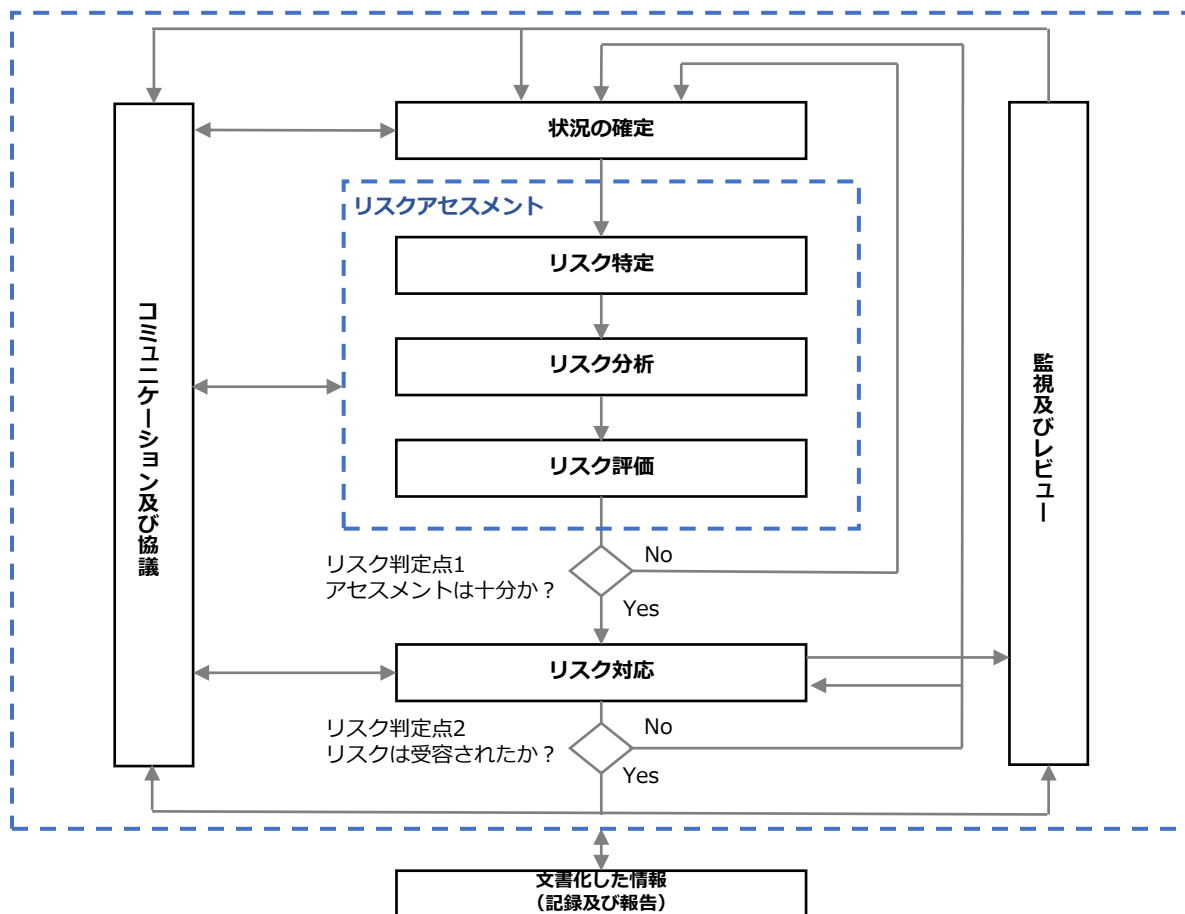 状況の確定
リスクアセスメント
リスク特定
リスク分析
リスク評価
コミュニケーション及び協議
監視及びレビュー
リスク判定点1
アセスメントは十分か？
No
Yes
リスク対応
リスク判定点2
リスクは受容されたか？
No
Yes
文書化した情報
（記録及び報告）